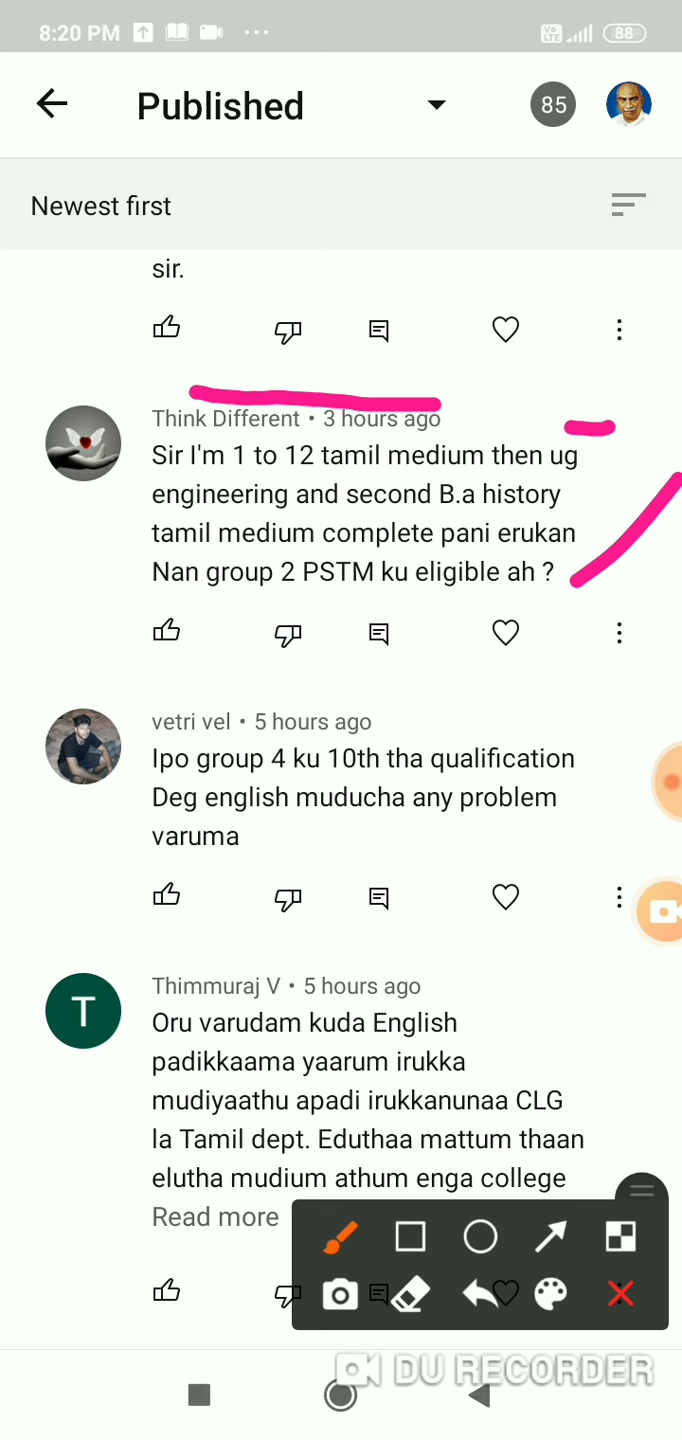 8:20 PM
88
Published
85
Newest first
sir.
Think Different • 3 hours ago
Sir I'm 1 to 12 tamil medium then ug
engineering and second B.a history
tamil medium complete pani erukan
Nan group 2 PSTM ku eligible ah ?
vetri vel • 5 hours ago
Ipo group 4 ku 10th tha qualification
Deg english muducha any problem
varuma
T
Thimmuraj V • 5 hours ago
Oru varudam kuda English
padikkaama yaarum irukka
mudiyaathu apadi irukkanunaa CLG
la Tamil dept. Eduthaa mattum thaan
elutha mudium athum enga college
Read more
DU RECORDER